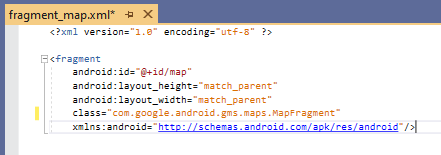 fragment_map.xml*
<?xml version="1.0" encoding="utf-8" ?>
<fragment
android:id="@+id/map"
android:layout_height="match_parent"
android:layout_width="match_parent"
class="com.google.android.gms.maps.MapFragment"
xmlns:android="http://schemas.android.com/apk/res/android"/>